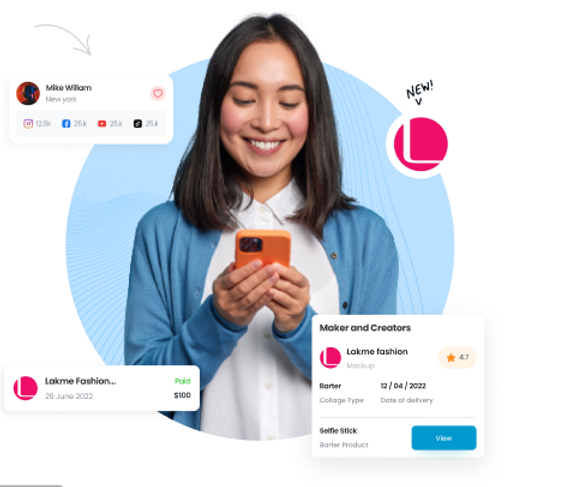 Mike Willam
New york
12.5k 25.k 25.k 25.k
NEW!
Maker and Creators
Lakme fashion
4.7
Mockup
Barter 12 / 04 / 2022
Collage Type Date of delivery
Selfie Stick
Barter Product
View
Lakme Fashion... Paid
29 June 2022 $100